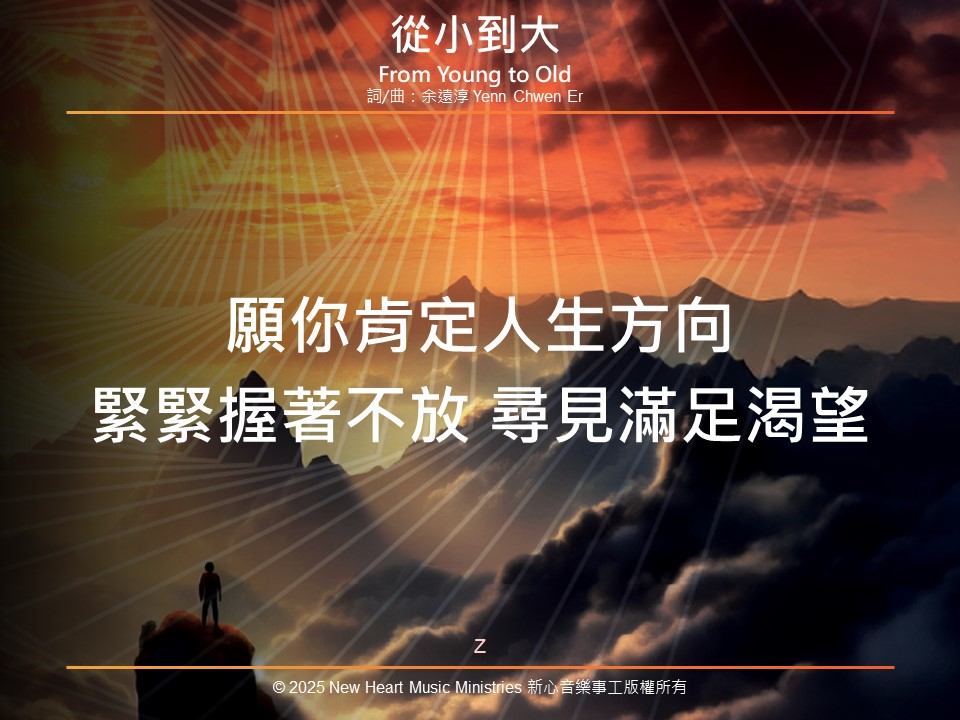 從小到大
From Young to Old
詞/曲：余遠淳 Yenn Chwen Er
願你肯定人生方向
緊緊握著不放 尋見滿足渴望
Z
© 2025 New Heart Music Ministries 新心音樂事工版權所有